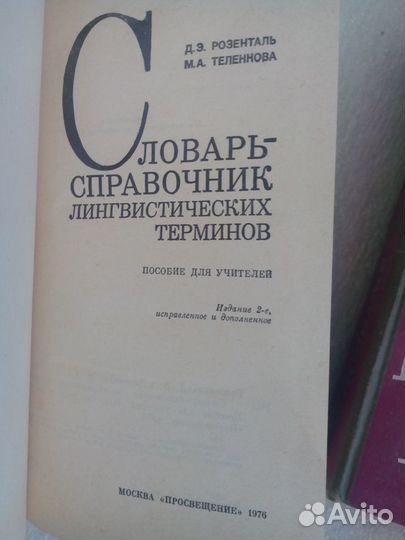 Д.Э. РОЗЕНТАЛЬ
М.А. ТЕЛЕНКОВА
СЛОВАРЬ-
СПРАВОЧНИК
ЛИНГВИСТИЧЕСКИХ
ТЕРМИНОВ
ПОСОБИЕ ДЛЯ УЧИТЕЛЕЙ
Издание 2-е,
исправленное и дополненное
МОСКВА «ПРОСВЕЩЕНИЕ» 1976
Avito